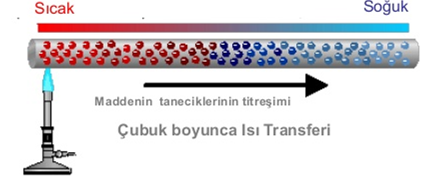 Sıcak Soğuk
Maddenin taneciklerinin titreşimi
Çubuk boyunca Isı Transferi